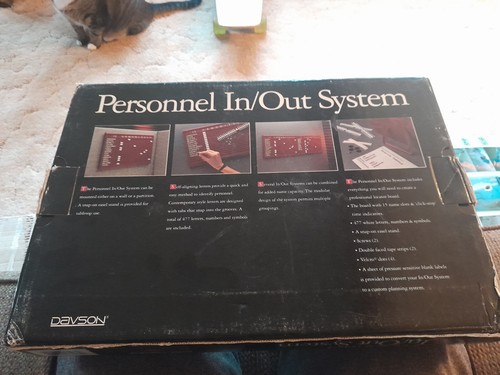 Personnel In/Out System
The Personnel In/Out System can be
mounted either on a wall or a partition.
A snap-on easel stand is provided for
tabletop use.
Self-aligning letters provide a quick and
easy method to identify personnel.
Contemporary style letters are designed
with tabs that snap into the grooves. A
total of 477 letters, numbers and symbols
are included.
Several In/Out Systems can be combined
for added name capacity. The modular
design of the system permits multiple
groupings.
The Personnel In/Out System includes
everything you will need to create a
professional locator board.
• The board with 15 name slots &
name indicators.
• 477 white letters, numbers & symbols.
• A snap-on easel stand.
• Screws (2).
• Double faced tape strips (2).
• Velcro® dots (4).
• A sheet of pressure sensitive blank labels
is provided to convert your In/Out System
to a custom planning system.
DAVSON
In/Out System